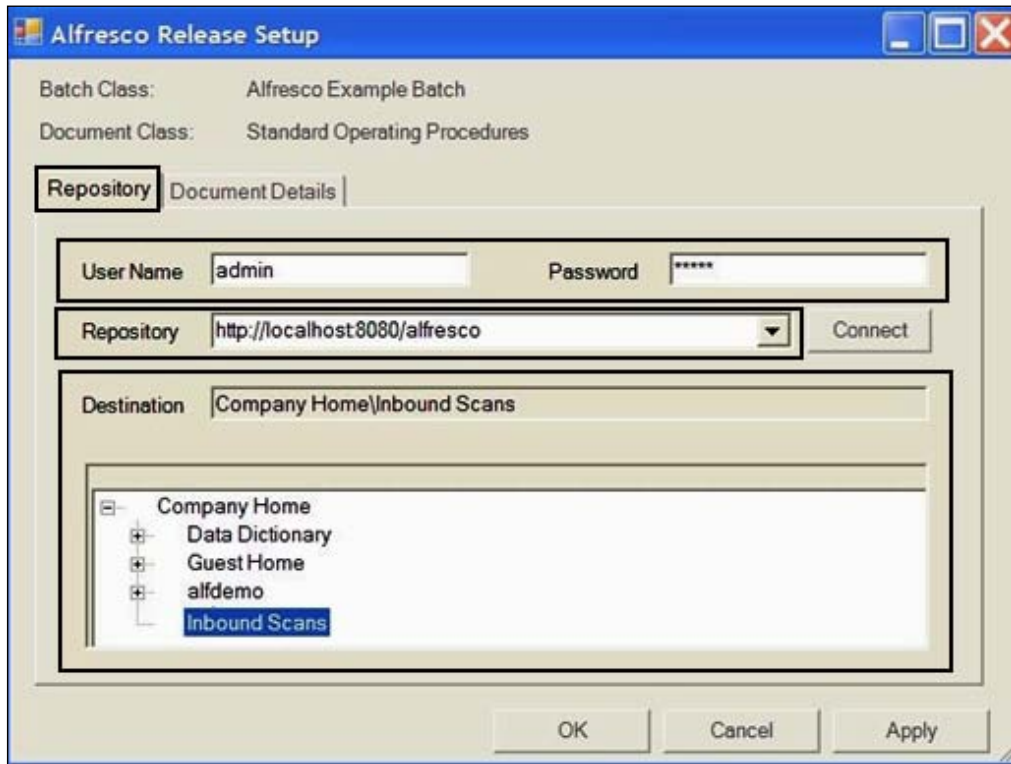 Alfresco Release Setup
Batch Class: Alfresco Example Batch
Document Class: Standard Operating Procedures
Repository Document Details
User Name admin Password *****
Repository http://localhost:8080/alfresco Connect
Destination Company Home\Inbound Scans
Company Home
Data Dictionary
Guest Home
alfdemo
Inbound Scans
OK Cancel Apply